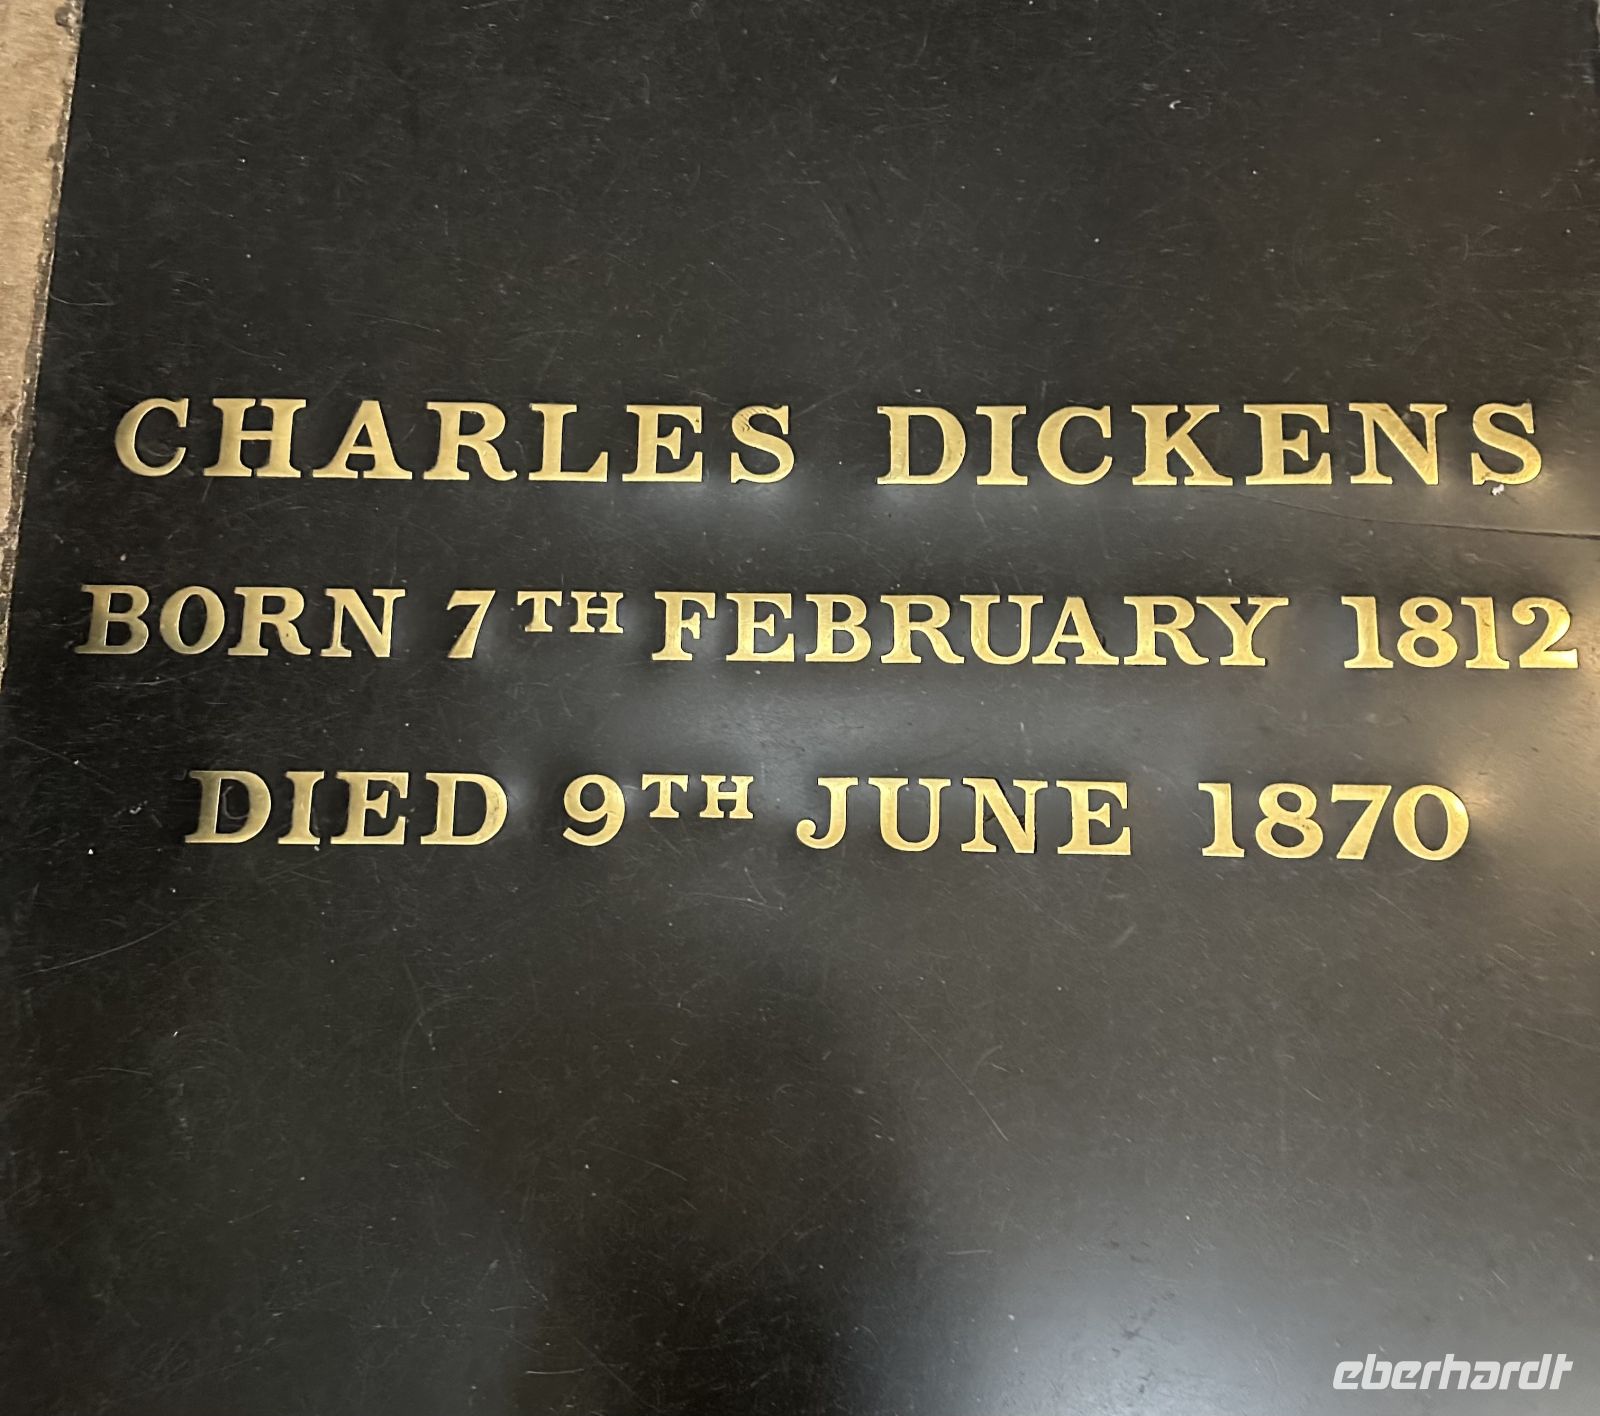 CHARLES DICKENS
BORN 7TH FEBRUARY 1812
DIED 9TH JUNE 1870
eberhardt